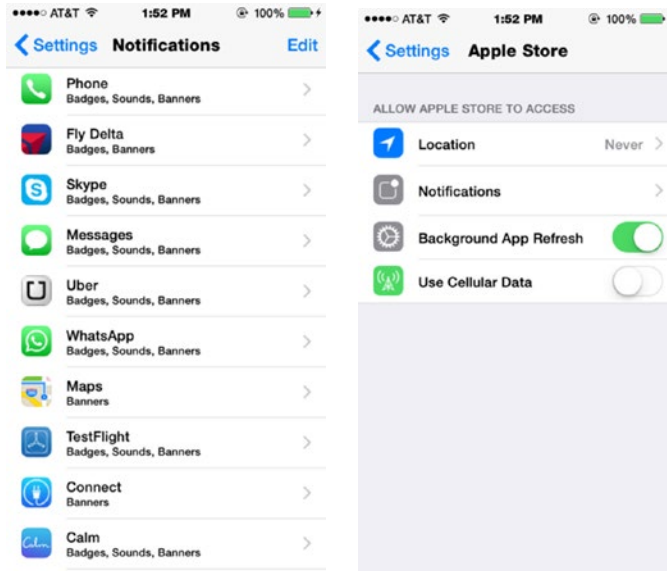 AT&T 1:52 PM 100%
Settings Notifications Edit
Phone
Badges, Sounds, Banners
Fly Delta
Badges, Banners
Skype
Badges, Sounds, Banners
Messages
Badges, Sounds, Banners
Uber
Badges, Sounds, Banners
WhatsApp
Badges, Sounds, Banners
Maps
Banners
TestFlight
Badges, Sounds, Banners
Connect
Banners
Calm
Calm
Badges, Sounds, Banners
AT&T 1:52 PM 100%
Settings Apple Store
ALLOW APPLE STORE TO ACCESS
Location Never
Notifications
Background App Refresh
Use Cellular Data